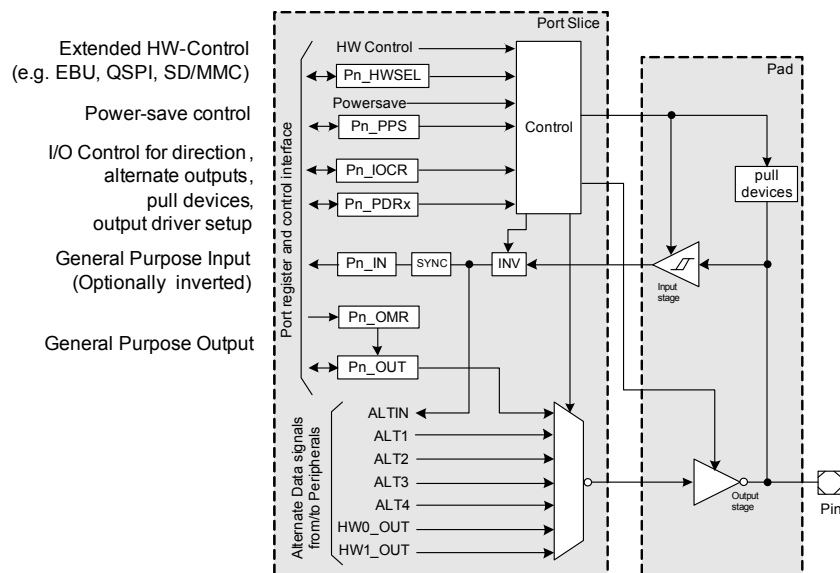 Port Slice
Extended HW-Control
(e.g. EBU, QSPI, SD/MMC)
Power-save control
I/O Control for direction,
alternate outputs,
pull devices,
output driver setup
General Purpose Input
(Optionally inverted)
General Purpose Output
Port register and control interface
HW Control
Pn_HWSEL
Powersave
Pn_PPS
Pn_IOCR
Pn_PDRx
Control
Pn_IN
SYNC
INV
Pn_OMR
Pn_OUT
Alternate Data signals
from/to Peripherals
ALTIN
ALT1
ALT2
ALT3
ALT4
HW0_OUT
HW1_OUT
Pad
pull
devices
Input
stage
Output
stage
Pin